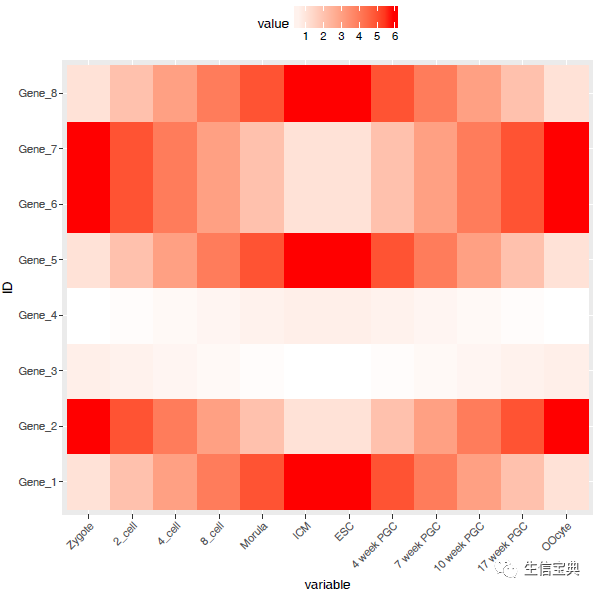 value
1 2 3 4 5 6
Gene_8
Gene_7
Gene_6
Gene_5
Gene_4
Gene_3
Gene_2
Gene_1
ID
Zygote 2_cell 4_cell 8_cell Morula ICM ESC 4 week PGC 7 week PGC 10 week PGC 17 week PGC OOcyte
variable
生信宝典